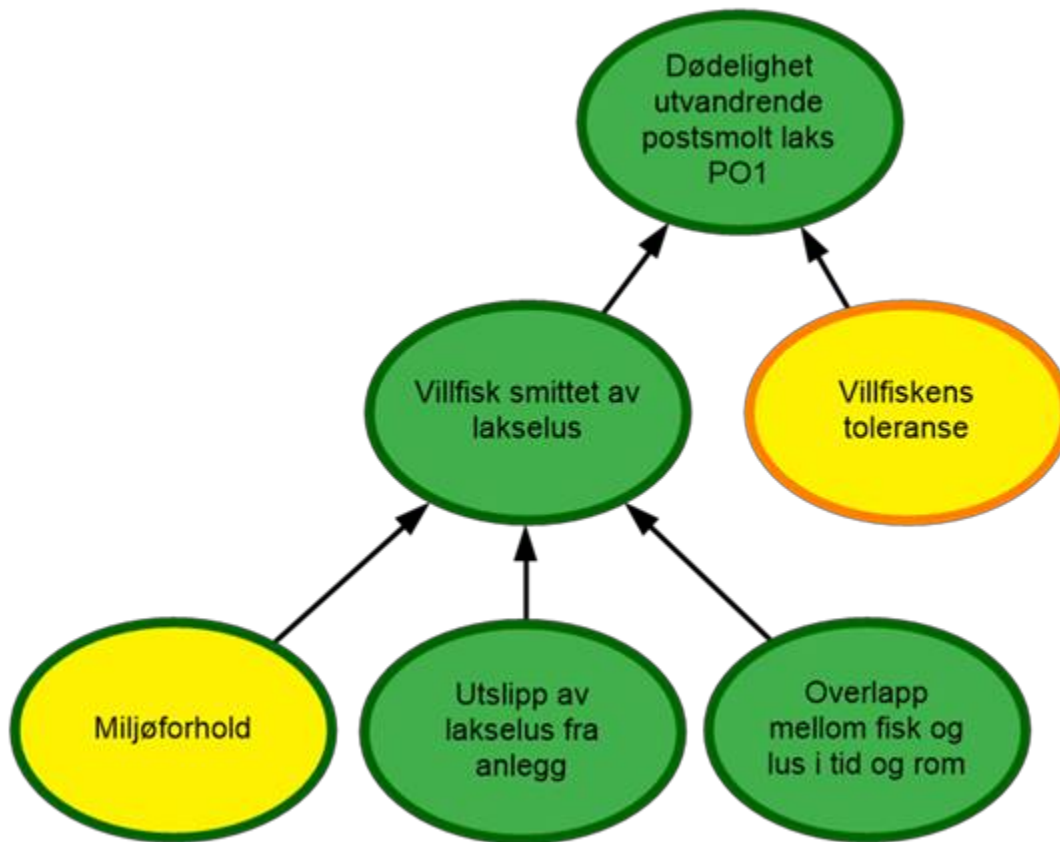 Dødelighet
utvandrende
postsmolt laks
PO1
Villfisk smittet av
lakselus
Villfiskens
toleranse
Miljøforhold
Utslipp av
lakselus fra
anlegg
Overlapp
mellom fisk og
lus i tid og rom